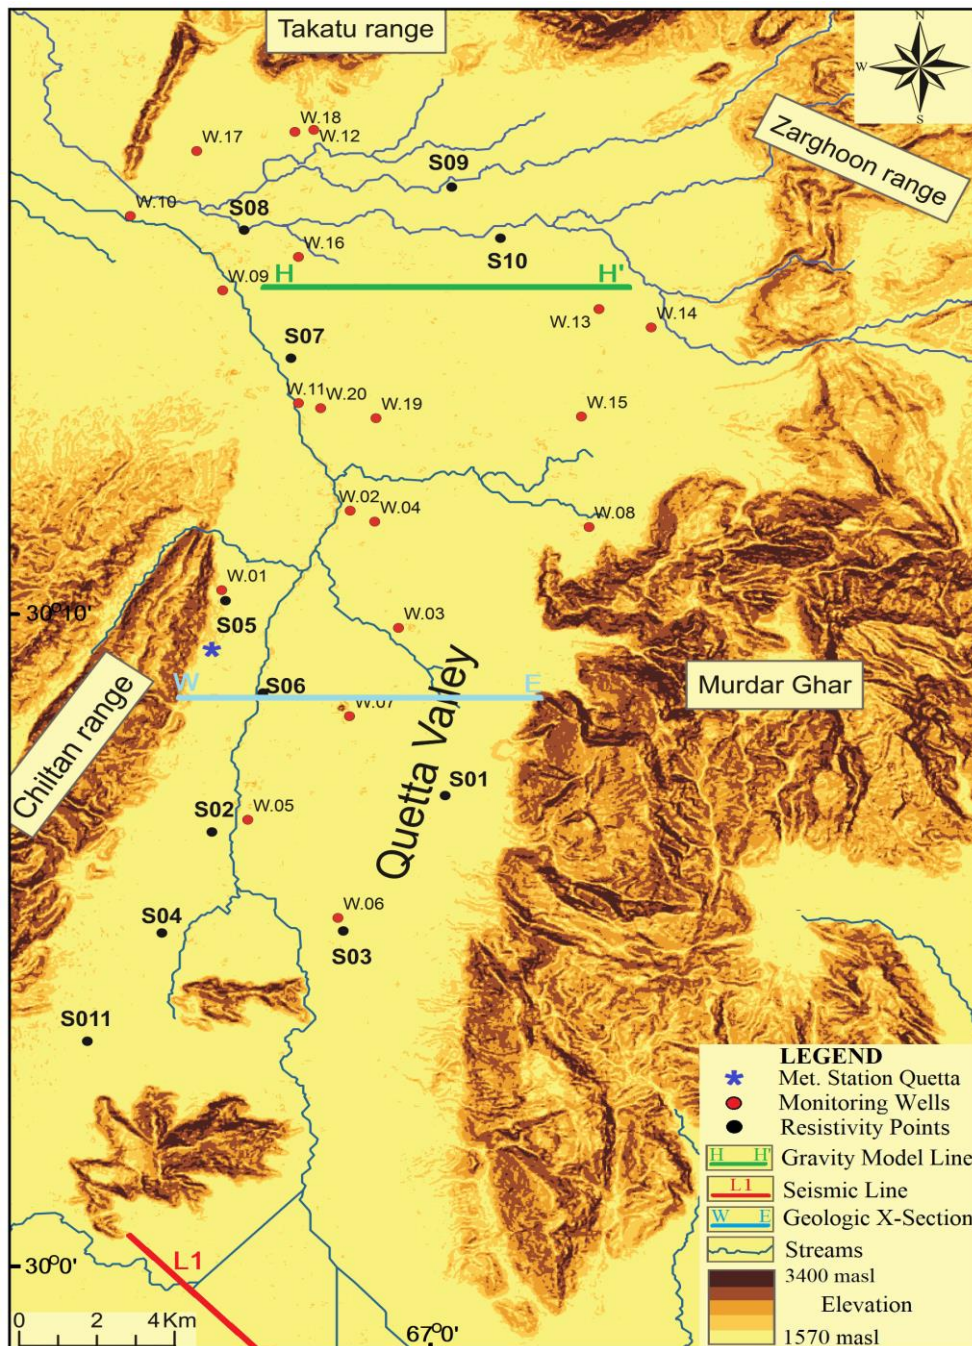 Takatu range
N
W E
S
W.18
W.12
W.17
Zarghoon range
S09
W.10
S08
W.16
S10
H H'
W.09
W.13
W.14
S07
W.11
W.20
W.19
W.15
W.02
W.04
W.08
W.01
30°10'
S05
W.03
W E
S06
Murdar Ghar
W.07
Chiltan range
Quetta Valley
S01
S02
W.05
W.06
S04
S03
S011
LEGEND
Met. Station Quetta
Monitoring Wells
Resistivity Points
H H' Gravity Model Line
L1 Seismic Line
W E Geologic X-Section
Streams
3400 masl
Elevation
1570 masl
L1
30°0'
0 2 4 Km
67°0'